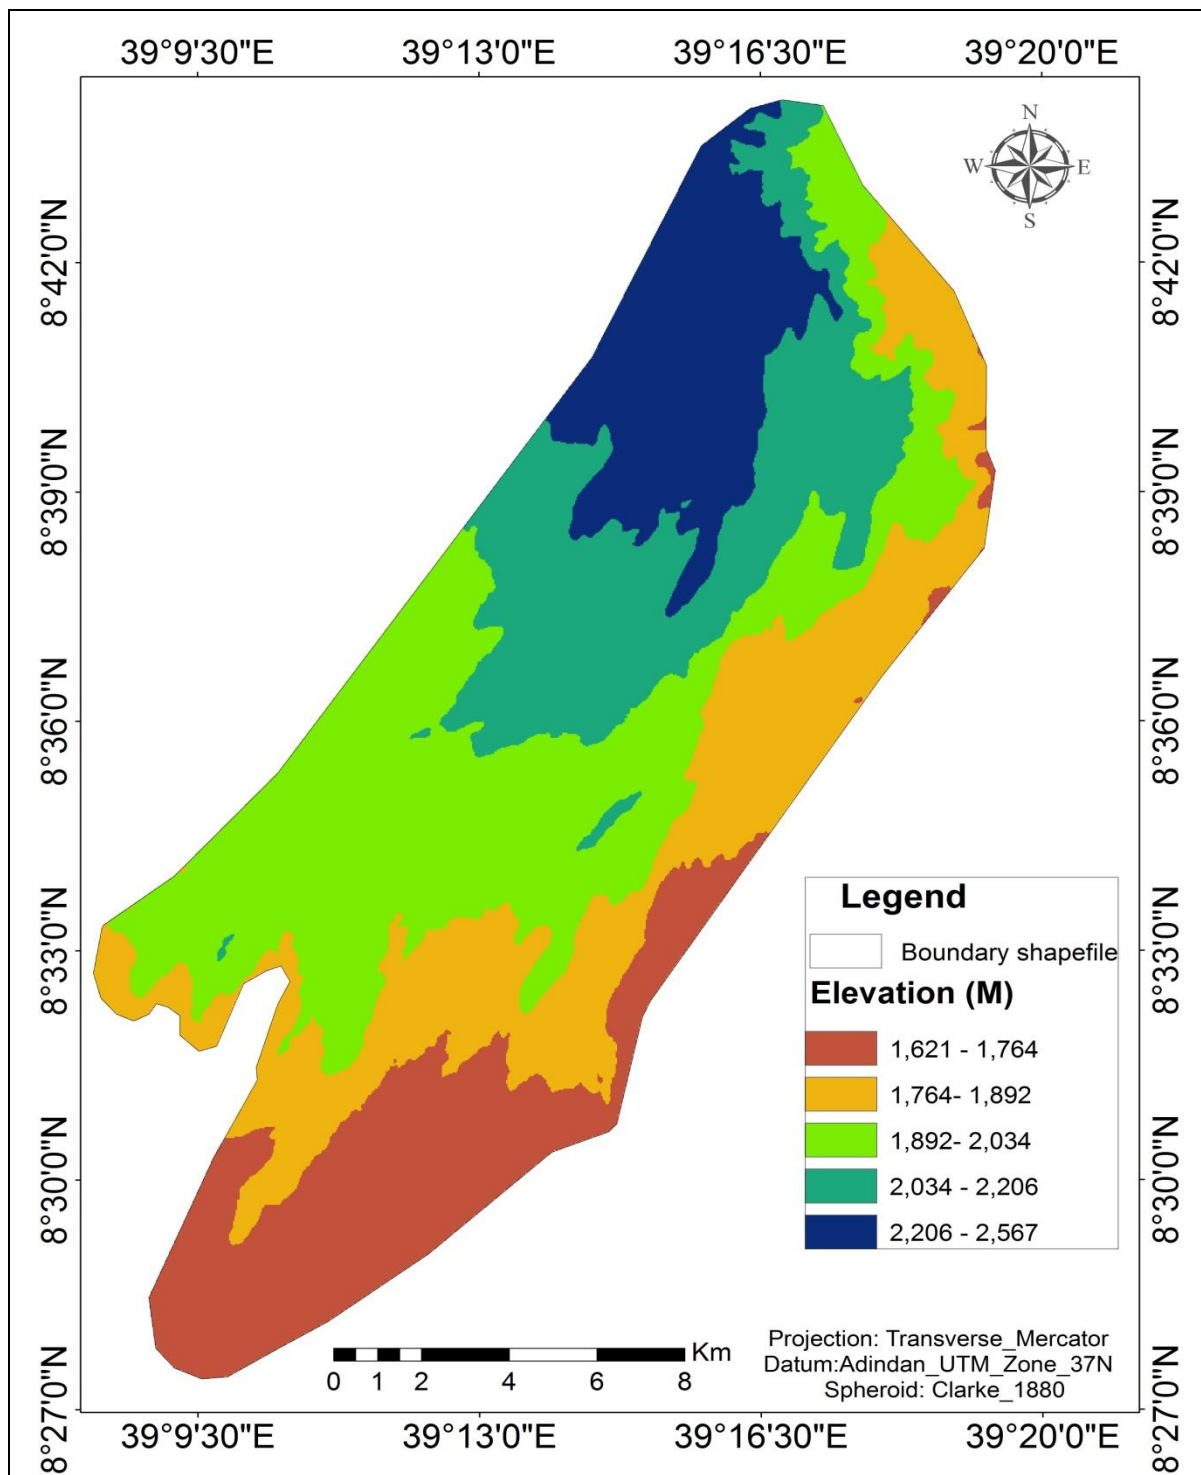 39°9'30"E 39°13'0"E 39°16'30"E 39°20'0"E
N
W E
S
8°42'0"N 8°42'0"N
8°39'0"N 8°39'0"N
8°36'0"N 8°36'0"N
8°33'0"N 8°33'0"N
8°30'0"N 8°30'0"N
8°27'0"N 8°27'0"N
Legend
Boundary shapefile
Elevation (M)
1,621 - 1,764
1,764- 1,892
1,892- 2,034
2,034 - 2,206
2,206 - 2,567
Km
0 1 2 4 6 8
Projection: Transverse_Mercator
Datum:Adindan_UTM_Zone_37N
Spheroid: Clarke_1880
39°9'30"E 39°13'0"E 39°16'30"E 39°20'0"E